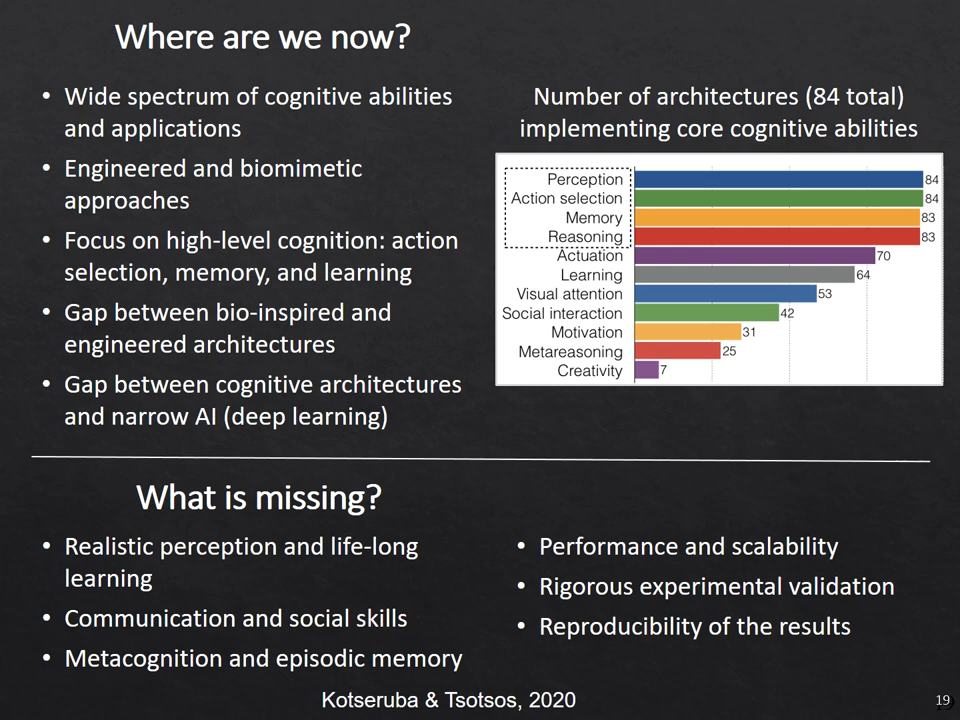 Where are we now?
• Wide spectrum of cognitive abilities
and applications
• Engineered and biomimetic
approaches
• Focus on high-level cognition: action
selection, memory, and learning
• Gap between bio-inspired and
engineered architectures
• Gap between cognitive architectures
and narrow AI (deep learning)
Number of architectures (84 total)
implementing core cognitive abilities
Perception 84
Action selection 84
Memory 83
Reasoning 83
Actuation 70
Learning 64
Visual attention 53
Social interaction 42
Motivation 31
Metareasoning 25
Creativity 7
What is missing?
• Realistic perception and life-long
learning
• Communication and social skills
• Metacognition and episodic memory
• Performance and scalability
• Rigorous experimental validation
• Reproducibility of the results
Kotseruba & Tsotsos, 2020
19